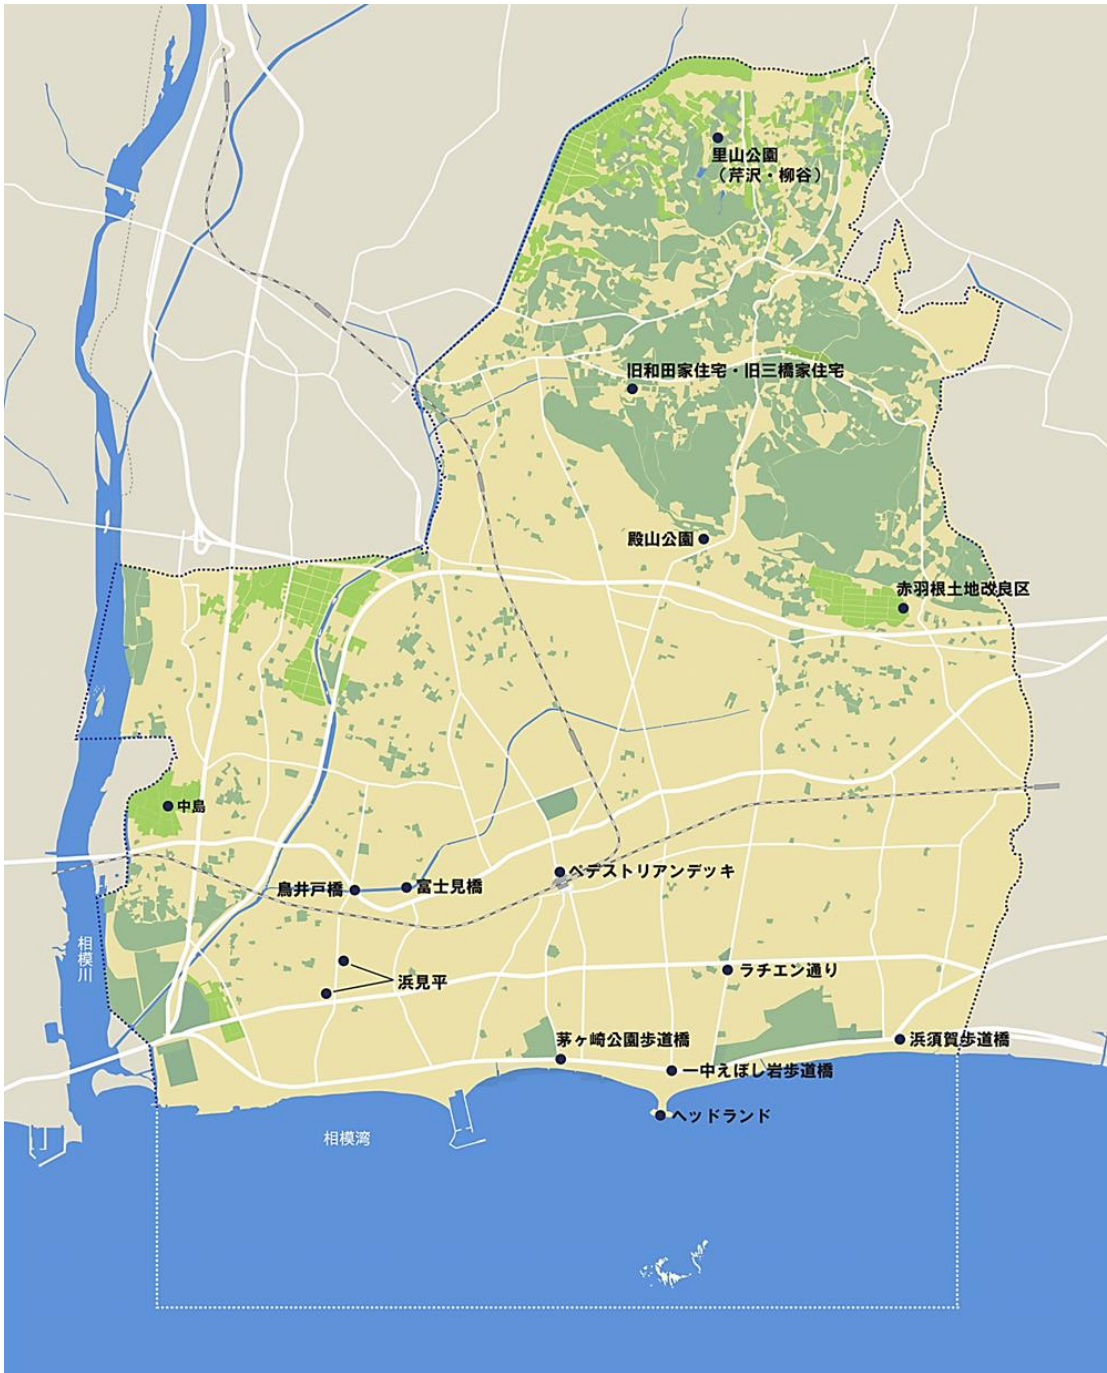 里山公園
（芹沢・柳谷）
旧和田家住宅・旧三橋家住宅
殿山公園
赤羽根土地改良区
中島
ペデストリアンデッキ
鳥井戸橋
富士見橋
相模川
浜見平
ラチエン通り
茅ヶ崎公園歩道橋
浜須賀歩道橋
一中えぼし岩歩道橋
ヘッドランド
相模湾